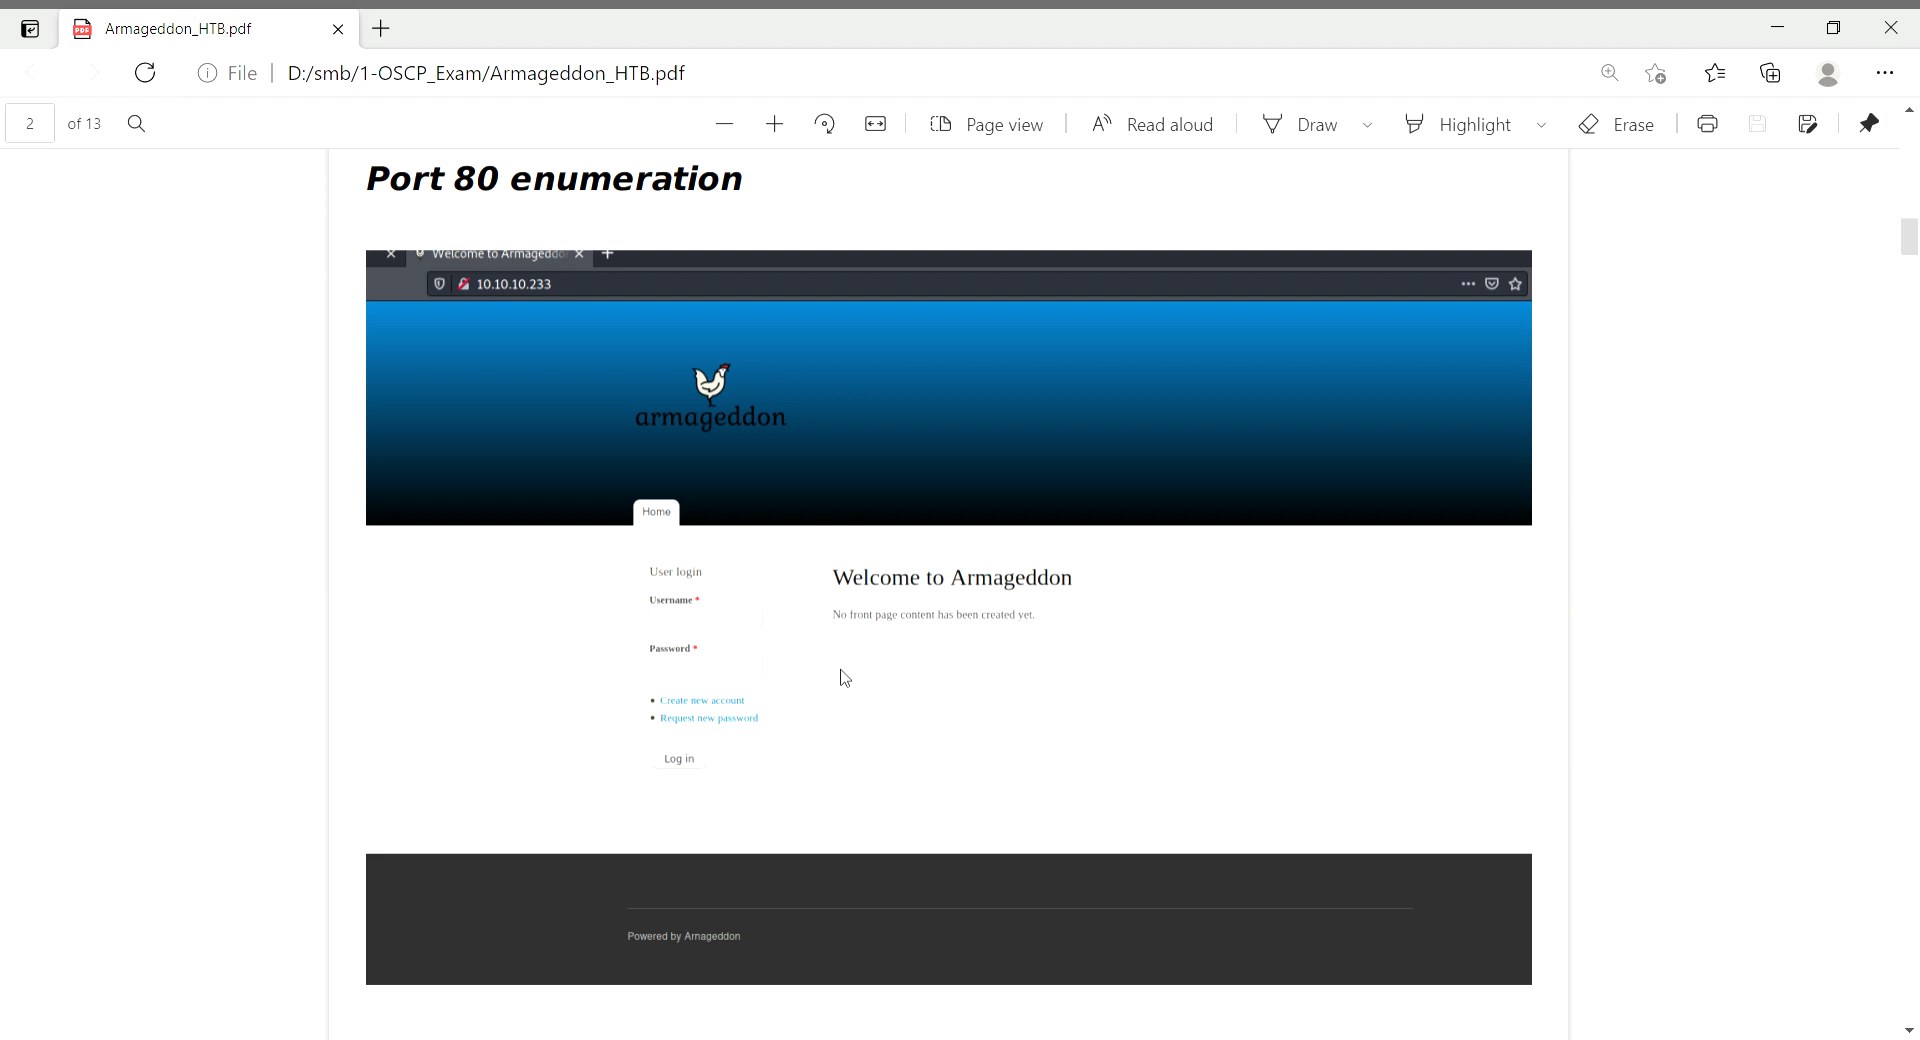 Armageddon_HTB.pdf
File D:/smb/1-OSCP_Exam/Armageddon_HTB.pdf
2 of 13 Page view Read aloud Draw Highlight Erase
Port 80 enumeration
Welcome to Armageddo
10.10.10.233
armageddon
Home
User login
Username *
Password *
Create new account
Request new password
Log in
Welcome to Armageddon
No front page content has been created yet.
Powered by Arnageddon